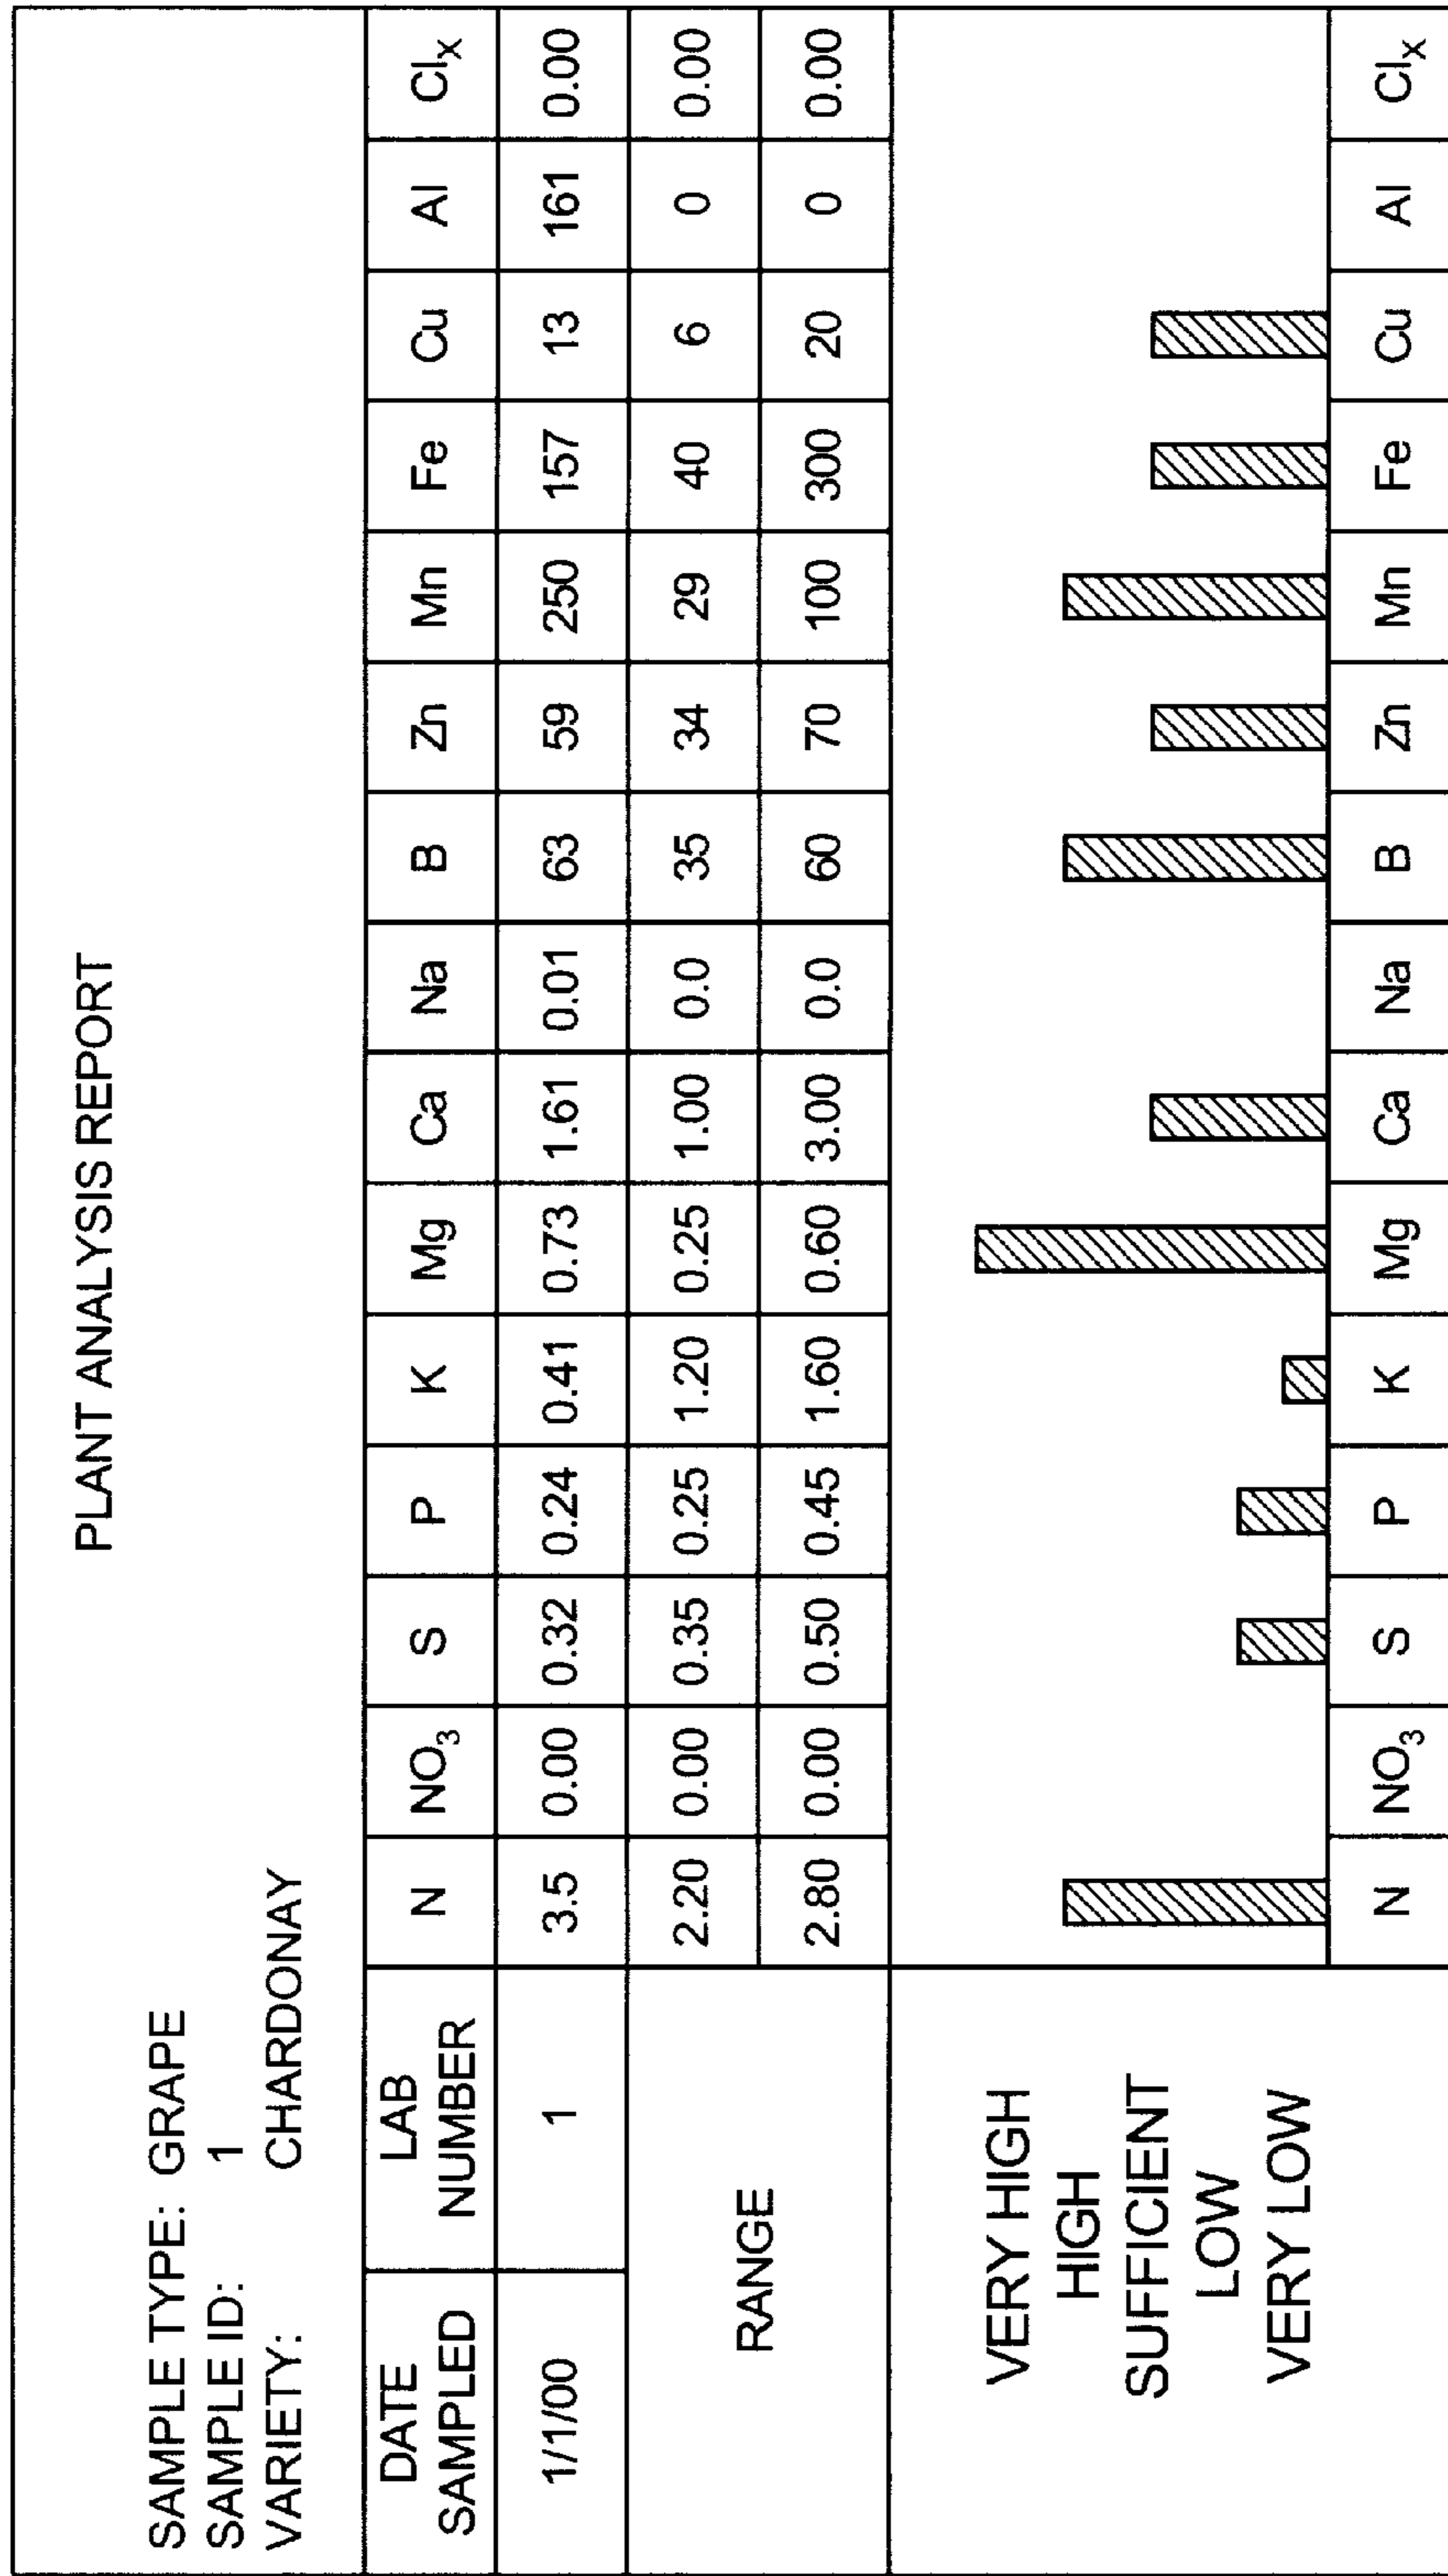 PLANT ANALYSIS REPORT
SAMPLE TYPE: GRAPE
SAMPLE ID: 1
VARIETY: CHARDONAY
DATE SAMPLED LAB NUMBER N NO3 S P K Mg Ca Na B Zn Mn Fe Cu Al ClX
1/1/00 1 3.5 0.00 0.32 0.24 0.41 0.73 1.61 0.01 63 59 250 157 13 161 0.00
RANGE 2.20 0.00 0.35 0.25 1.20 0.25 1.00 0.0 35 34 29 40 6 0 0.00
2.80 0.00 0.50 0.45 1.60 0.60 3.00 0.0 60 70 100 300 20 0 0.00
VERY HIGH
HIGH
SUFFICIENT
LOW
VERY LOW
N NO3 S P K Mg Ca Na B Zn Mn Fe Cu Al ClX